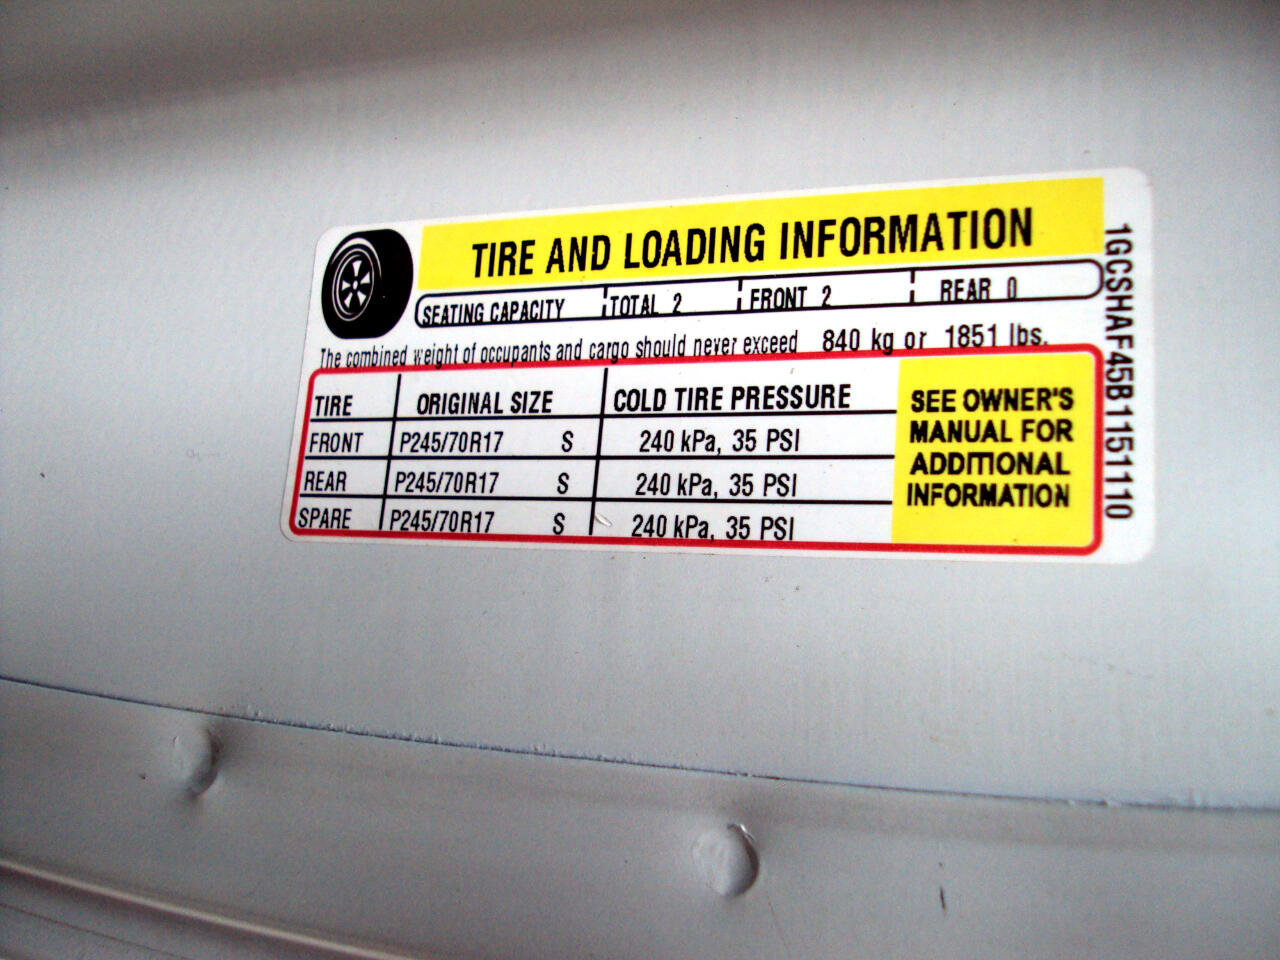 TIRE AND LOADING INFORMATION
SEATING CAPACITY TOTAL 2 FRONT 2 REAR 0
The combined weight of occupants and cargo should never exceed 840 kg or 1851 lbs.
TIRE ORIGINAL SIZE COLD TIRE PRESSURE
FRONT P245/70R17 S 240 kPa, 35 PSI
REAR P245/70R17 S 240 kPa, 35 PSI
SPARE P245/70R17 S 240 kPa, 35 PSI
SEE OWNER'S
MANUAL FOR
ADDITIONAL
INFORMATION
1GCSHAF45B1151110